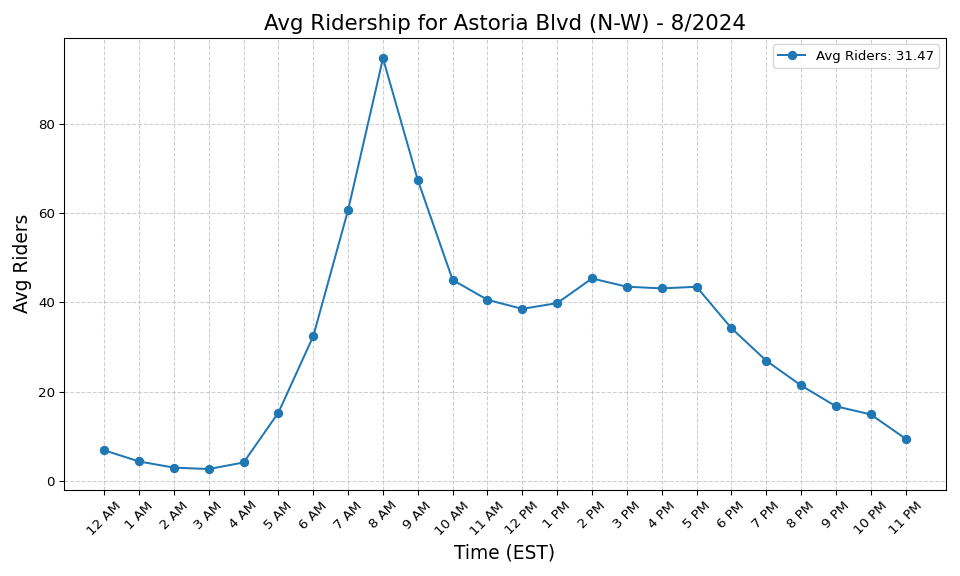 Avg Ridership for Astoria Blvd (N-W) - 8/2024
Avg Riders: 31.47
Avg Riders
80
60
40
20
0
12 AM
1 AM
2 AM
3 AM
4 AM
5 AM
6 AM
7 AM
8 AM
9 AM
10 AM
11 AM
12 PM
1 PM
2 PM
3 PM
4 PM
5 PM
6 PM
7 PM
8 PM
9 PM
10 PM
11 PM
Time (EST)